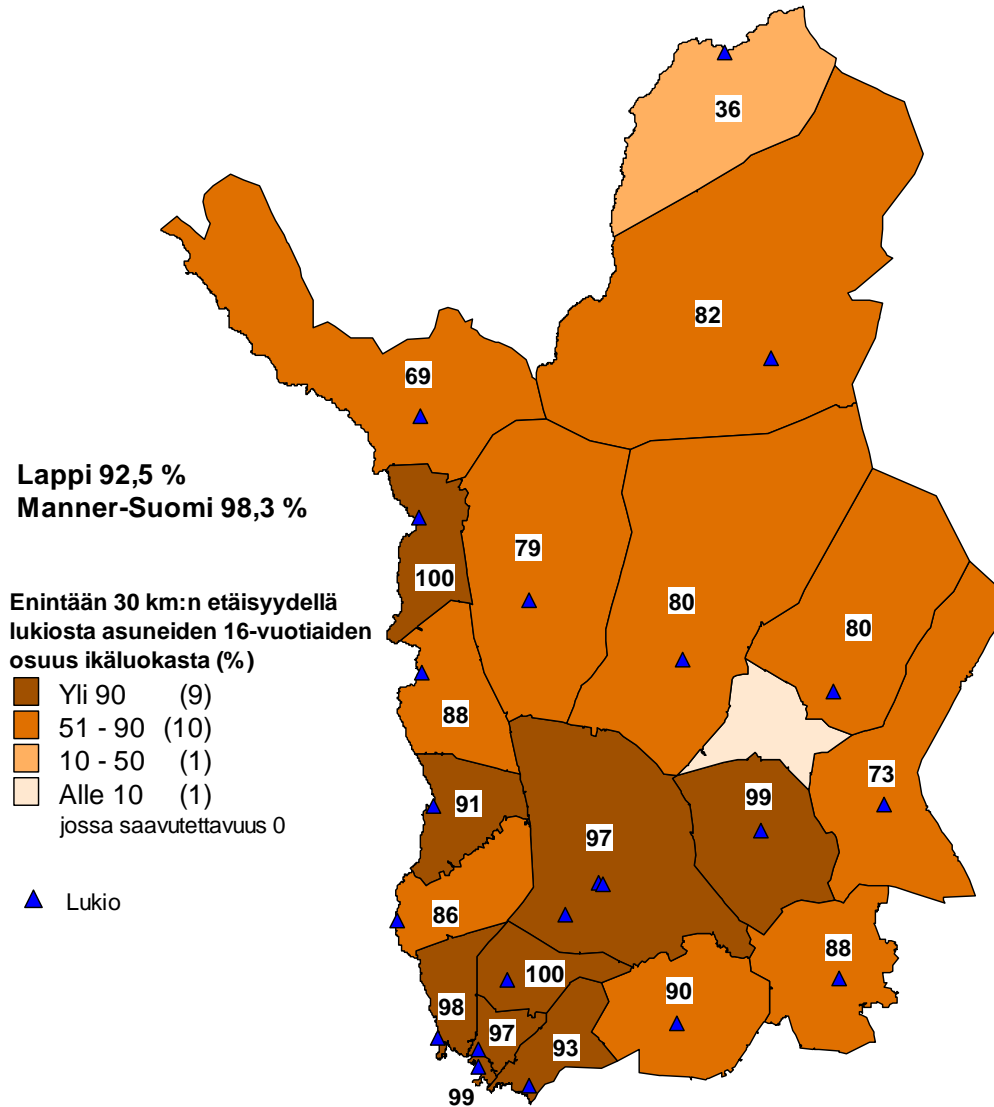 36
82
69
Lappi 92,5 %
Manner-Suomi 98,3 %
79
100
80
80
Enintään 30 km:n etäisyydellä
lukiosta asuneiden 16-vuotiaiden
osuus ikäluokasta (%)
Yli 90 (9)
51 - 90 (10)
10 - 50 (1)
Alle 10 (1)
jossa saavutettavuus 0
Lukio
88
73
91
99
97
86
88
100
90
98
97
93
99